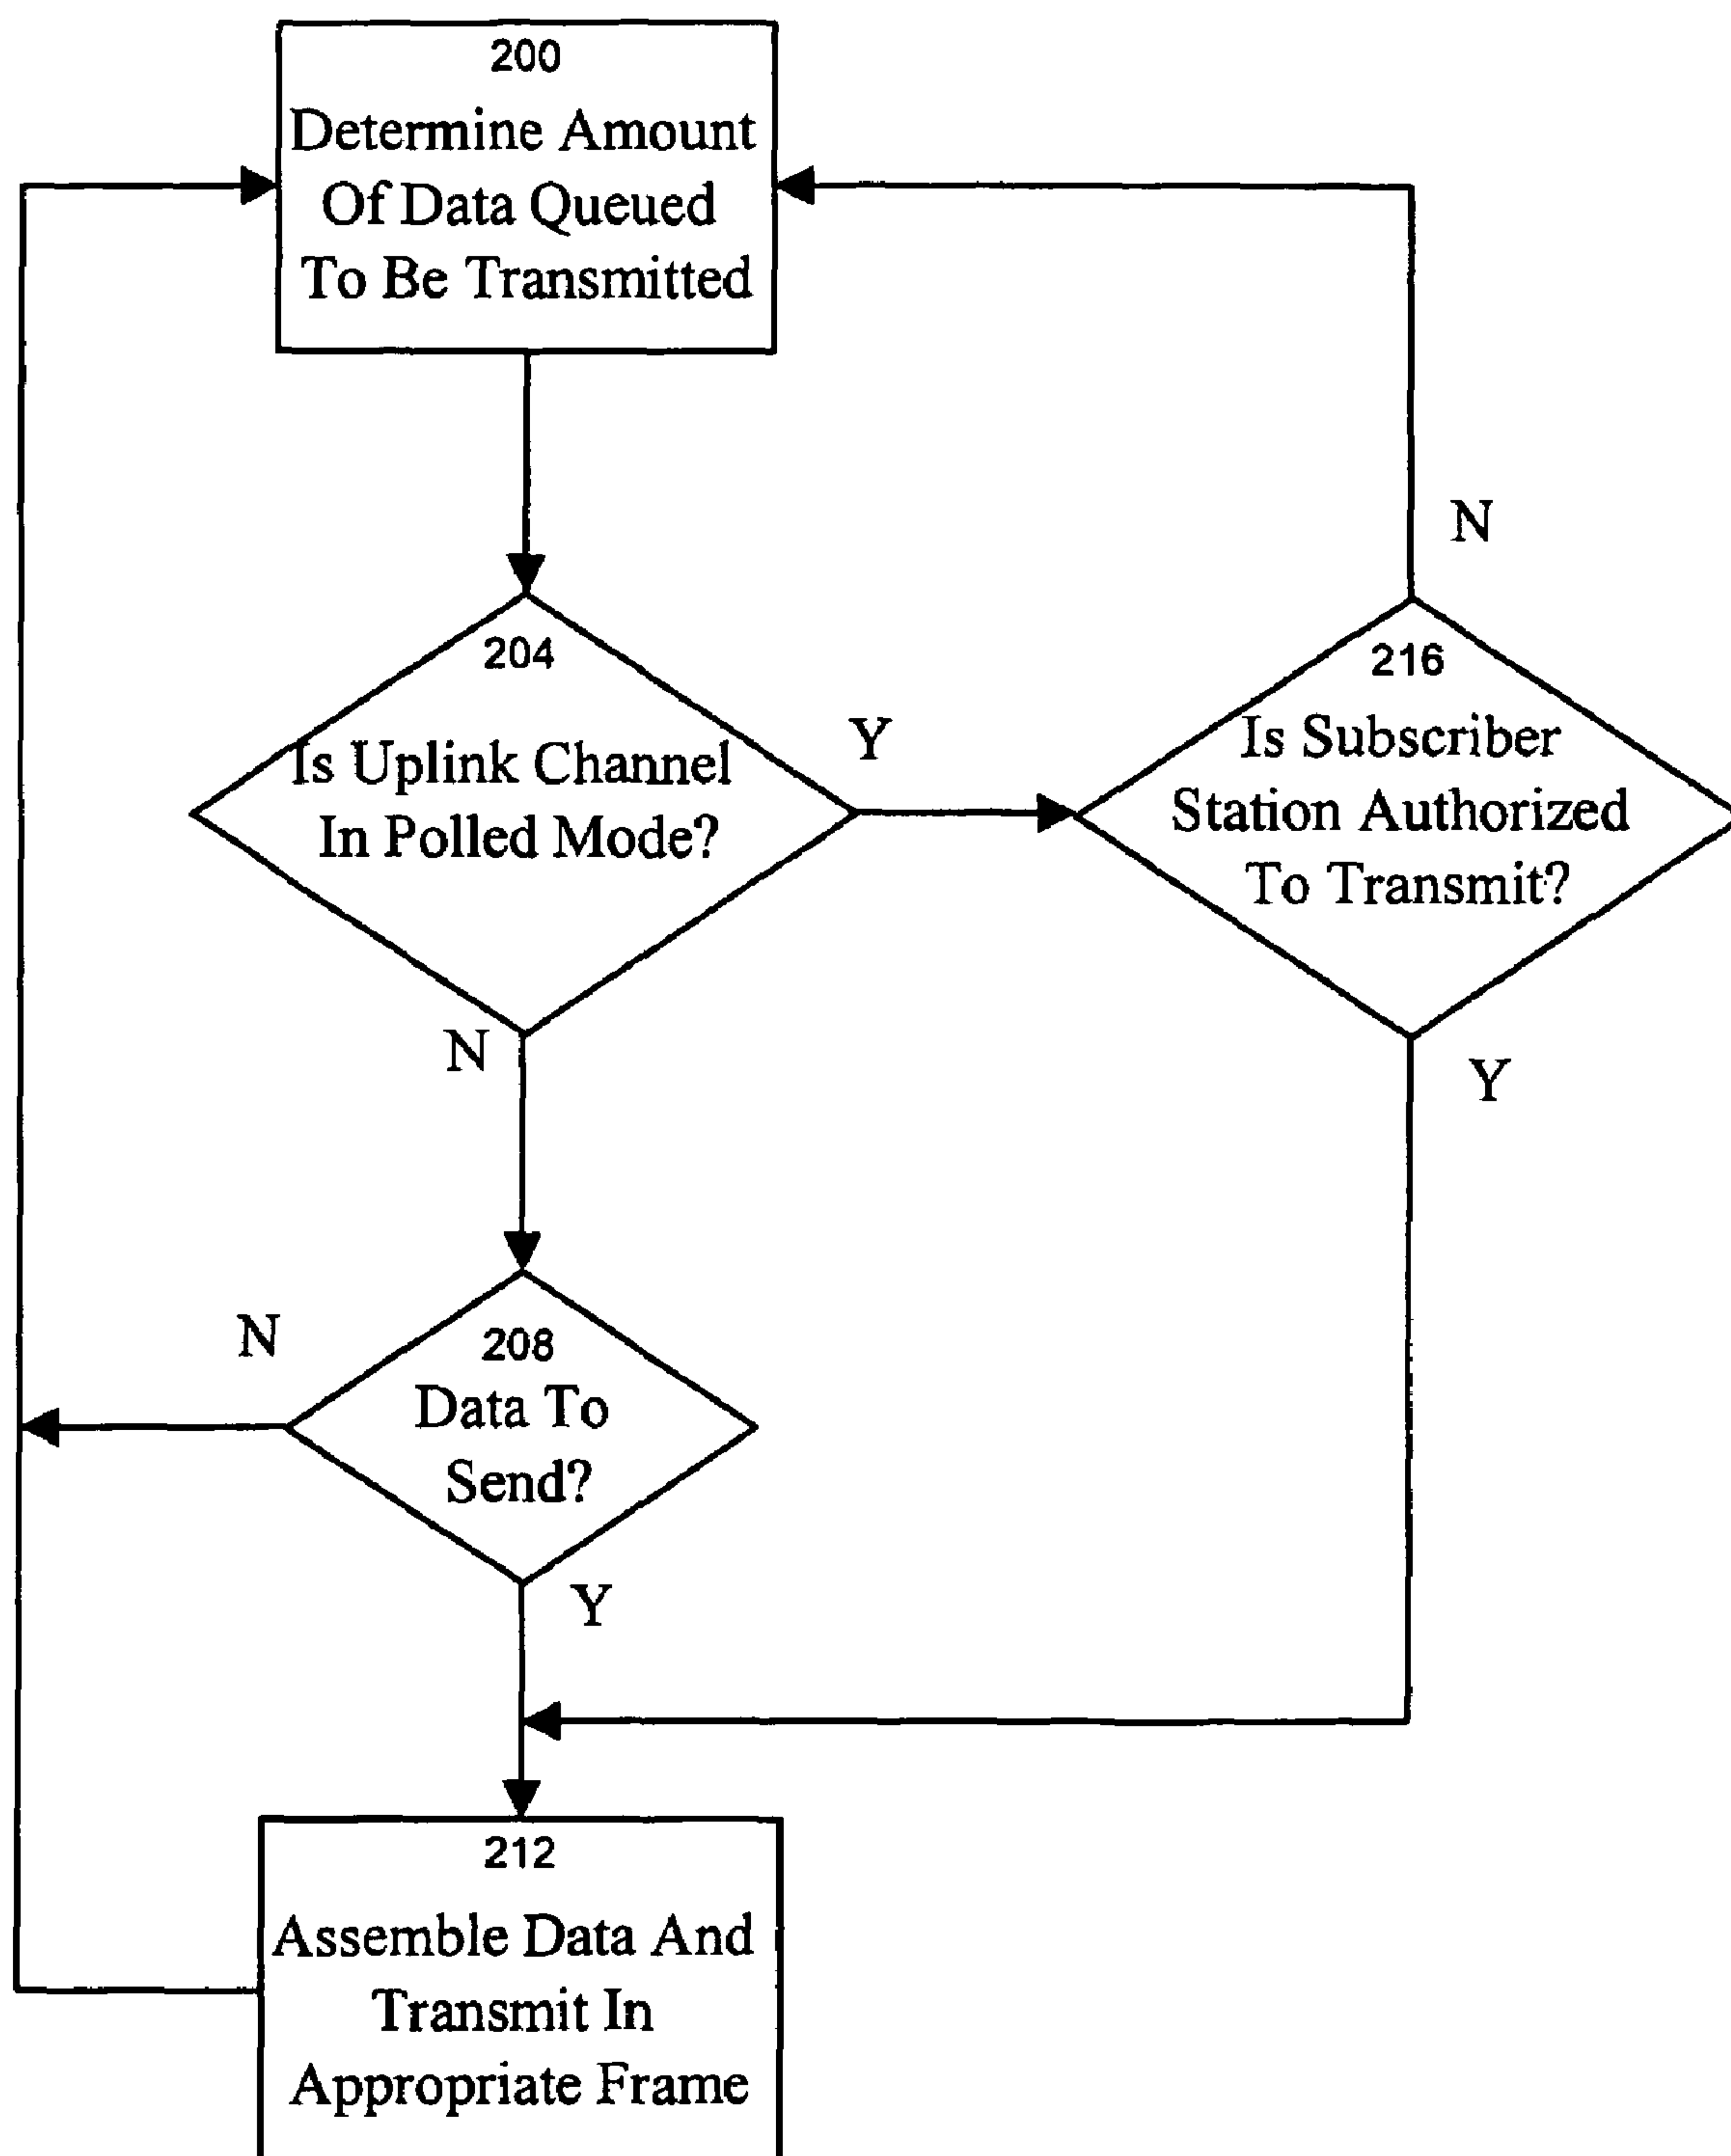 200
Determine Amount
Of Data Queued
To Be Transmitted
N
204
Is Uplink Channel
In Polled Mode?
Y
216
Is Subscriber
Station Authorized
To Transmit?
N
Y
N
208
Data To
Send?
Y
212
Assemble Data And
Transmit In
Appropriate Frame